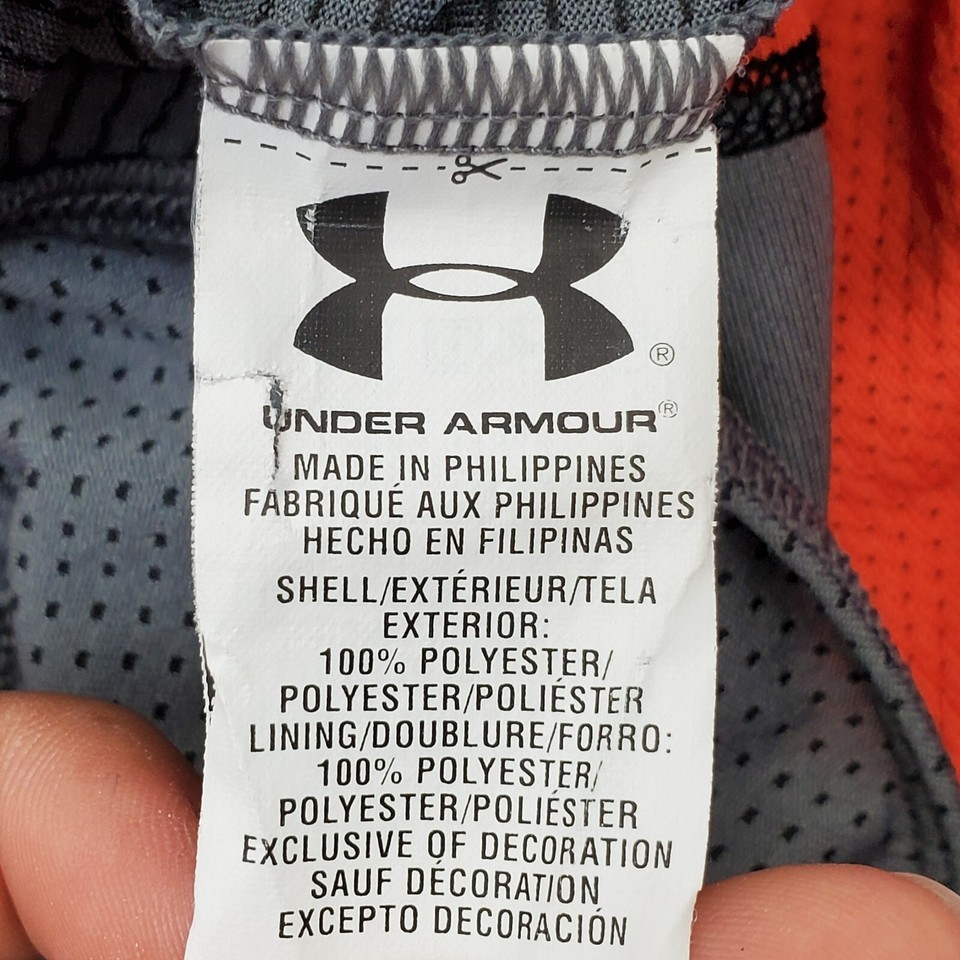 ®
UNDER ARMOUR®
MADE IN PHILIPPINES
FABRIQUÉ AUX PHILIPPINES
HECHO EN FILIPINAS
SHELL/EXTÉRIEUR/TELA
EXTERIOR:
100% POLYESTER/
POLYESTER/POLIÉSTER
LINING/DOUBLURE/FORRO:
100% POLYESTER/
POLYESTER/POLIÉSTER
EXCLUSIVE OF DECORATION
SAUF DÉCORATION
EXCEPTO DECORACIÓN